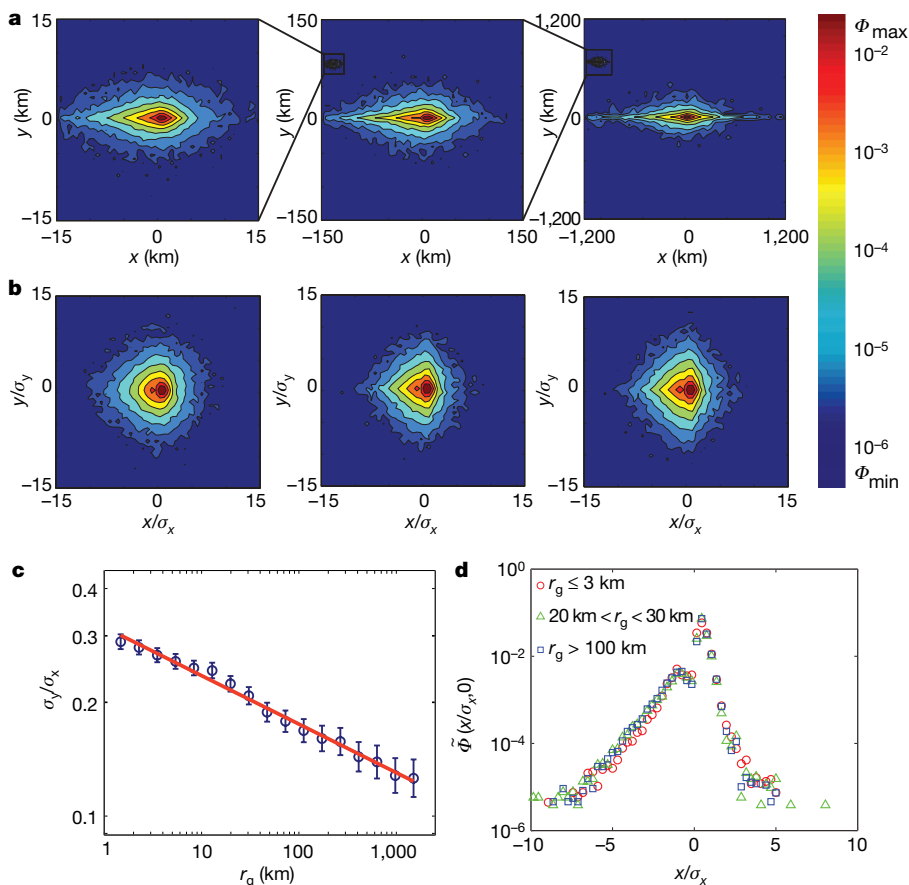 a
15
0
−15
y (km)
−15 0 15
x (km)
150
0
−150
y (km)
−150 0 150
x (km)
1,200
0
−1,200
y (km)
−1,200 0 1,200
x (km)
Φmax
10⁻²
10⁻³
10⁻⁴
10⁻⁵
10⁻⁶
Φmin
b
15
0
−15
y/σy
−15 0 15
x/σx
15
0
−15
y/σy
−15 0 15
x/σx
15
0
−15
y/σy
−15 0 15
x/σx
c
0.4
0.3
0.2
0.1
σy/σx
1 10 100 1,000
rg (km)
d
10⁰
10⁻²
10⁻⁴
10⁻⁶
Φ̃(x/σx,0)
rg ≤ 3 km
20 km < rg < 30 km
rg > 100 km
−10 −5 0 5 10
x/σx